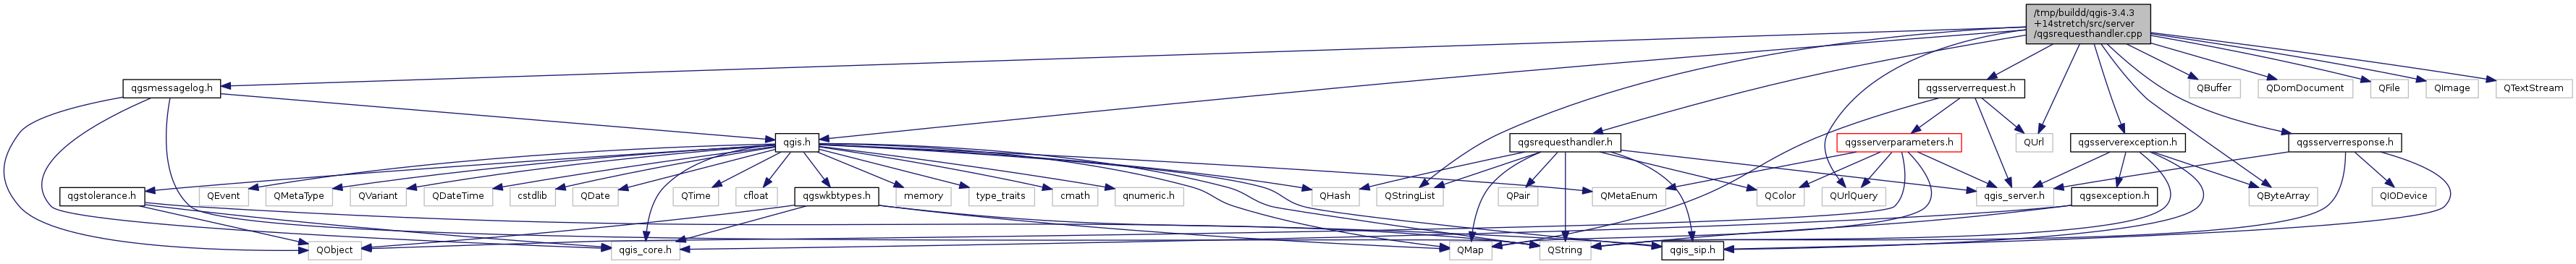 /tmp/buildd/qgis-3.4.3
+14stretch/src/server
/qgsrequesthandler.cpp
qgsmessagelog.h
qgsserverrequest.h
QBuffer
QDomDocument
QFile
QImage
QTextStream
qgis.h
qgsrequesthandler.h
qgsserverparameters.h
QUrl
qgsserverexception.h
qgsserverresponse.h
qgstolerance.h
QEvent
QMetaType
QVariant
QDateTime
cstdlib
QDate
QTime
cfloat
qgswkbtypes.h
memory
type_traits
cmath
qnumeric.h
QHash
QStringList
QPair
QMetaEnum
QColor
QUrlQuery
qgis_server.h
qgsexception.h
QByteArray
QIODevice
QObject
qgis_core.h
QMap
QString
qgis_sip.h